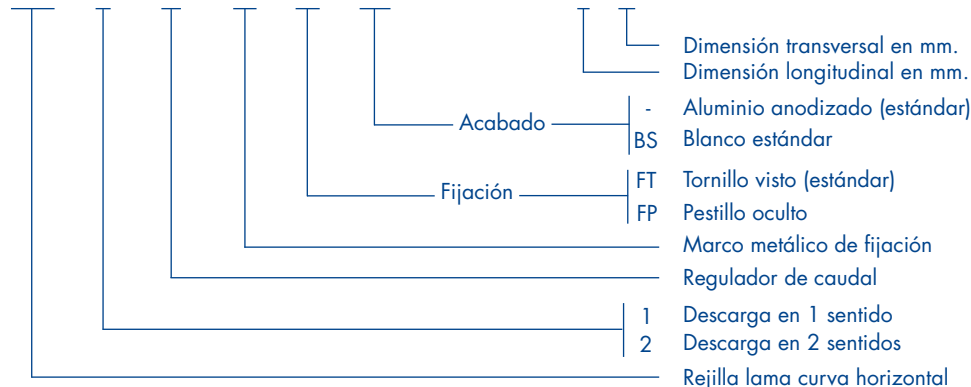 Dimensión transversal en mm.
Dimensión longitudinal en mm.
Acabado
- Aluminio anodizado (estándar)
BS Blanco estándar
Fijación
FT Tornillo visto (estándar)
FP Pestillo oculto
Marco metálico de fijación
Regulador de caudal
1 Descarga en 1 sentido
2 Descarga en 2 sentidos
Rejilla lama curva horizontal